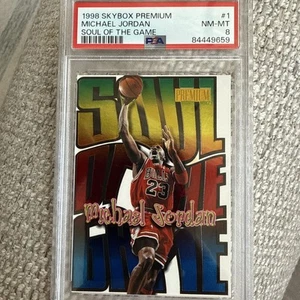 1998 SKYBOX PREMIUM #1
MICHAEL JORDAN NM-MT
SOUL OF THE GAME 8
PSA 84449659
SOUL
PREMIUM
BULLS
23
Michael Jordan
GAME